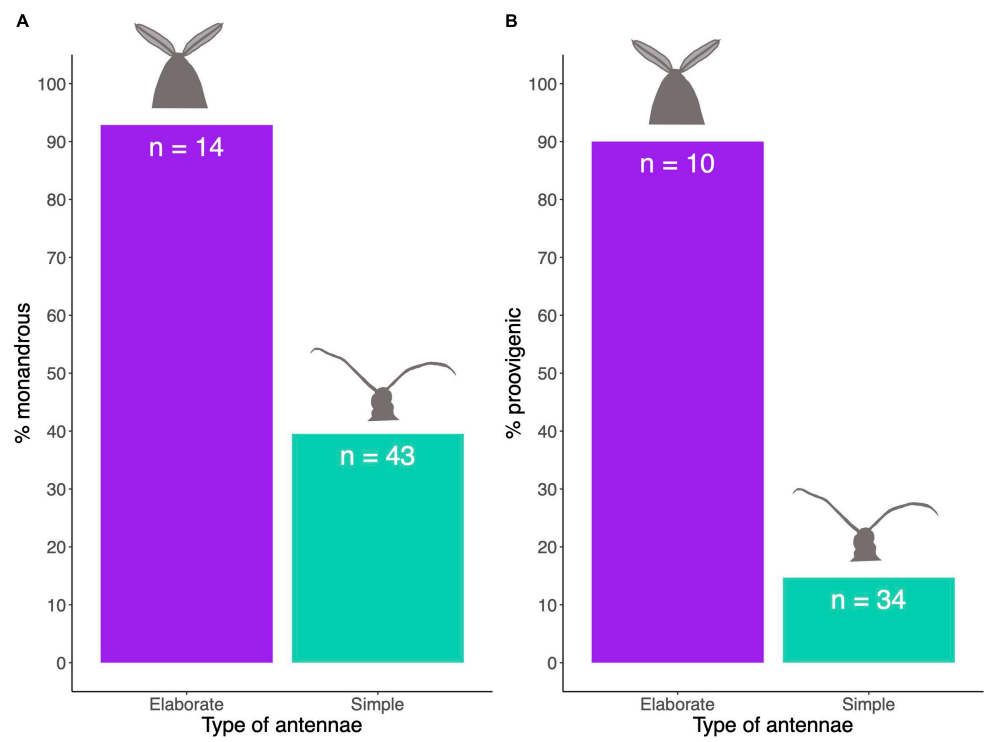 A
% monandrous
100
90
80
70
60
50
40
30
20
10
0
n = 14
n = 43
Elaborate
Simple
Type of antennae
B
% proovigenic
100
90
80
70
60
50
40
30
20
10
0
n = 10
n = 34
Elaborate
Simple
Type of antennae